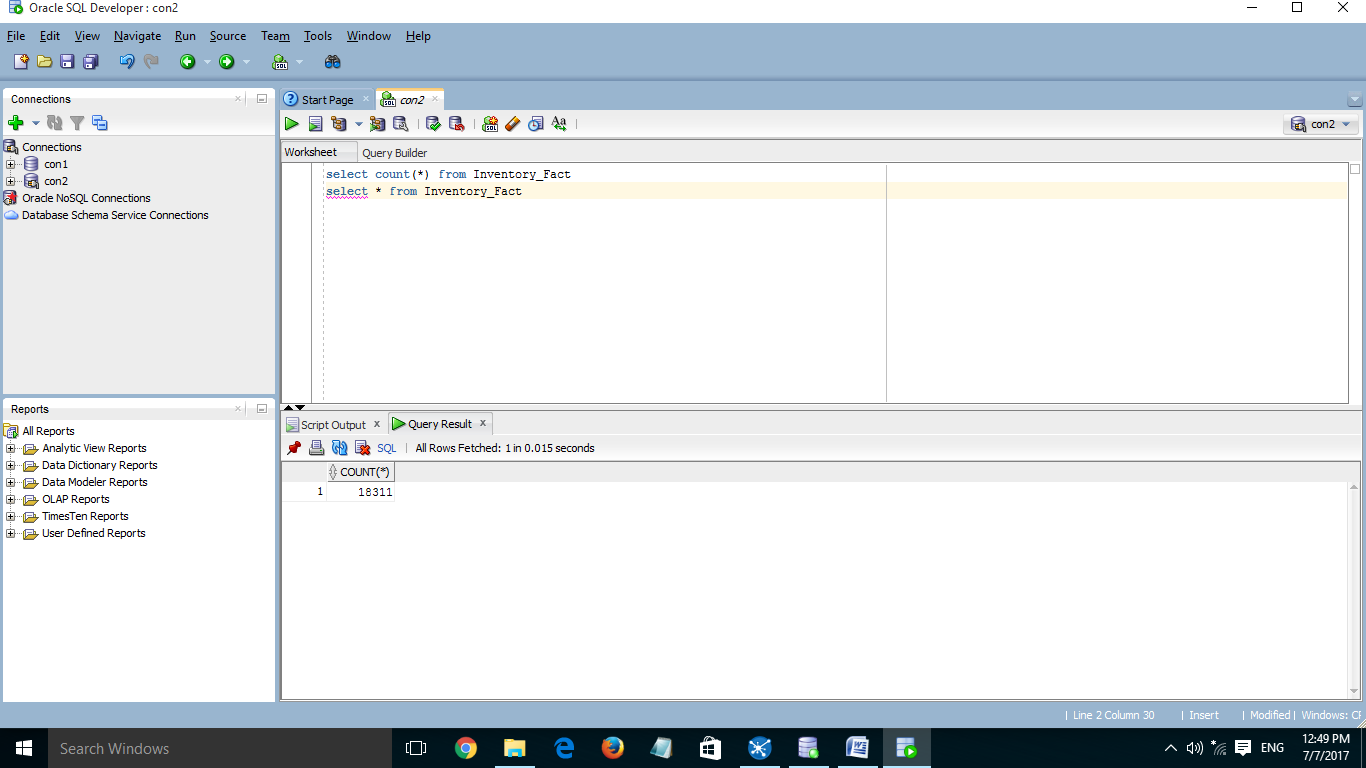 Oracle SQL Developer : con2
File Edit View Navigate Run Source Team Tools Window Help
Connections
Connections
con1
con2
Oracle NoSQL Connections
Database Schema Service Connections
Reports
All Reports
Analytic View Reports
Data Dictionary Reports
Data Modeler Reports
OLAP Reports
TimesTen Reports
User Defined Reports
Start Page
con2
con2
Worksheet Query Builder
select count(*) from Inventory_Fact
select * from Inventory_Fact
Script Output Query Result
SQL | All Rows Fetched: 1 in 0.015 seconds
COUNT(*)
1 18311
| Line 2 Column 30 | Insert | Modified | Windows: CF
Search Windows
ENG
12:49 PM
7/7/2017